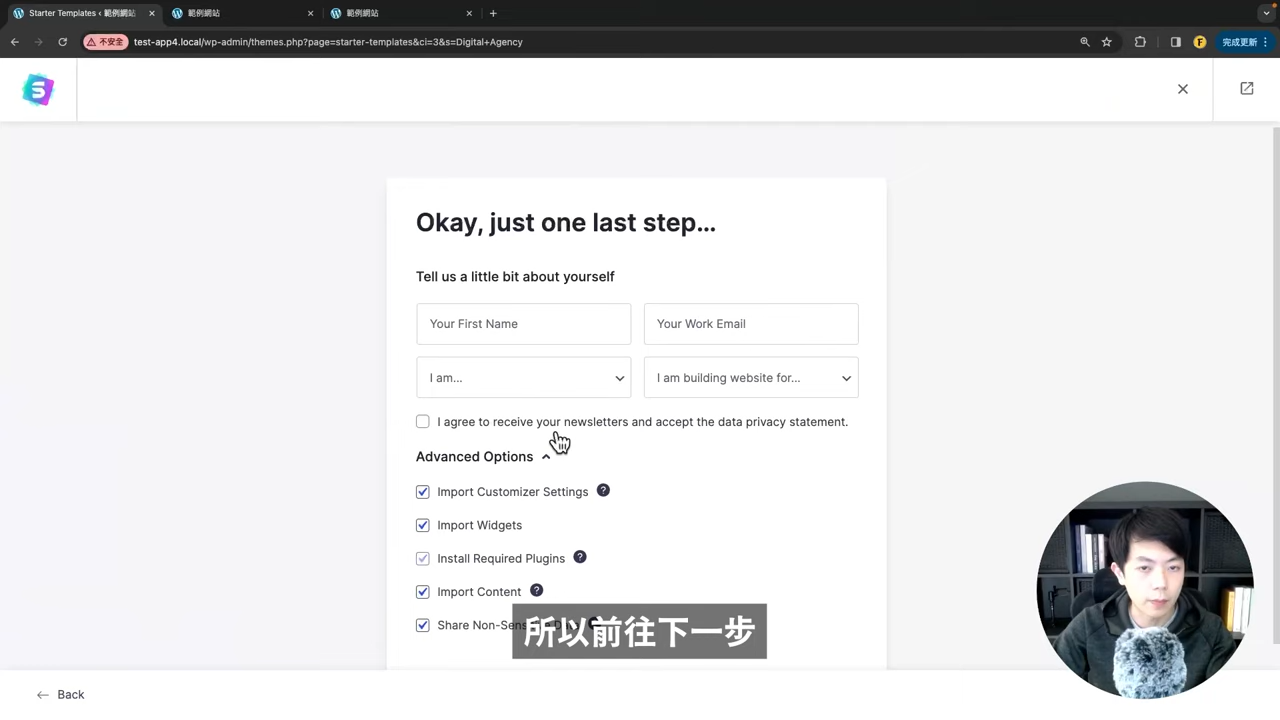 Starter Templates ‹ 範例網站
範例網站
範例網站
不安全
test-app4.local/wp-admin/themes.php?page=starter-templates&ci=3&s=Digital+Agency
F
完成更新
S
Okay, just one last step...
Tell us a little bit about yourself
Your First Name
Your Work Email
I am...
I am building website for...
I agree to receive your newsletters and accept the data privacy statement.
Advanced Options
Import Customizer Settings ?
Import Widgets
Install Required Plugins ?
Import Content ?
Share Non-Sens
所以前往下一步
← Back